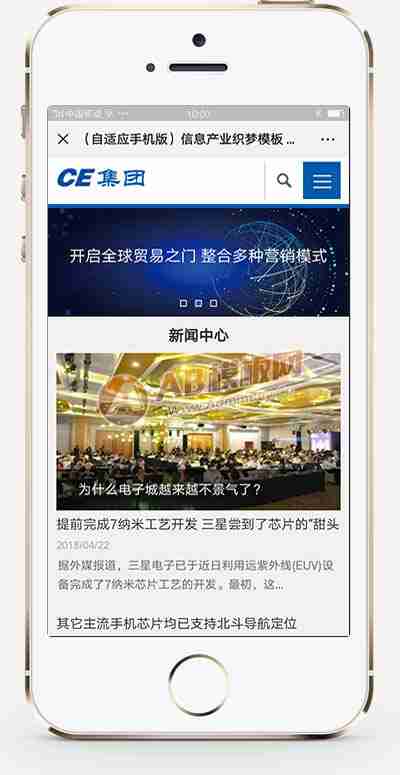 中国移动
10:00
（自适应手机版）信息产业织梦模板 ...
CE 集团
开启全球贸易之门 整合多种营销模式
新闻中心
AB模板网
为什么电子城越来越不景气了？
提前完成7纳米工艺开发 三星尝到了芯片的“甜头
2018/04/22
据外媒报道，三星电子已于近日利用远紫外线(EUV)设
备完成了7纳米芯片工艺的开发。最初，这...
其它主流手机芯片均已支持北斗导航定位